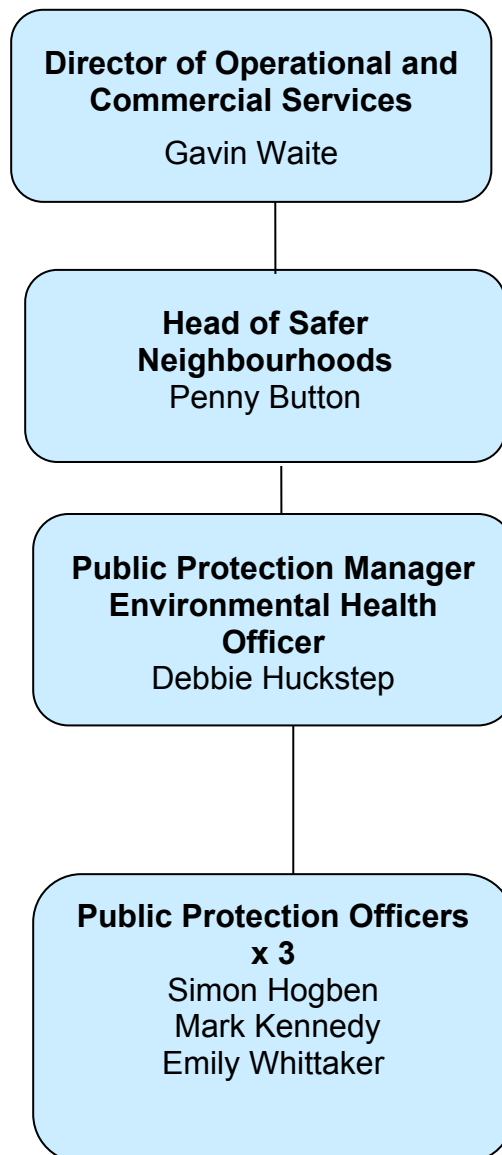 Director of Operational and
Commercial Services
Gavin Waite
Head of Safer
Neighbourhoods
Penny Button
Public Protection Manager
Environmental Health
Officer
Debbie Huckstep
Public Protection Officers
x 3
Simon Hogben
Mark Kennedy
Emily Whittaker